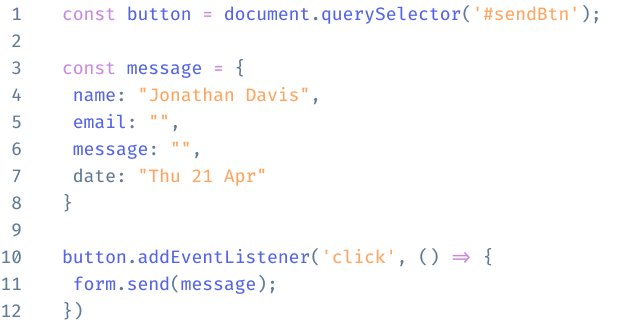 1 const button = document.querySelector('#sendBtn');
2
3 const message = {
4 name: "Jonathan Davis",
5 email: "",
6 message: "",
7 date: "Thu 21 Apr"
8 }
9
10 button.addEventListener('click', () => {
11 form.send(message);
12 })